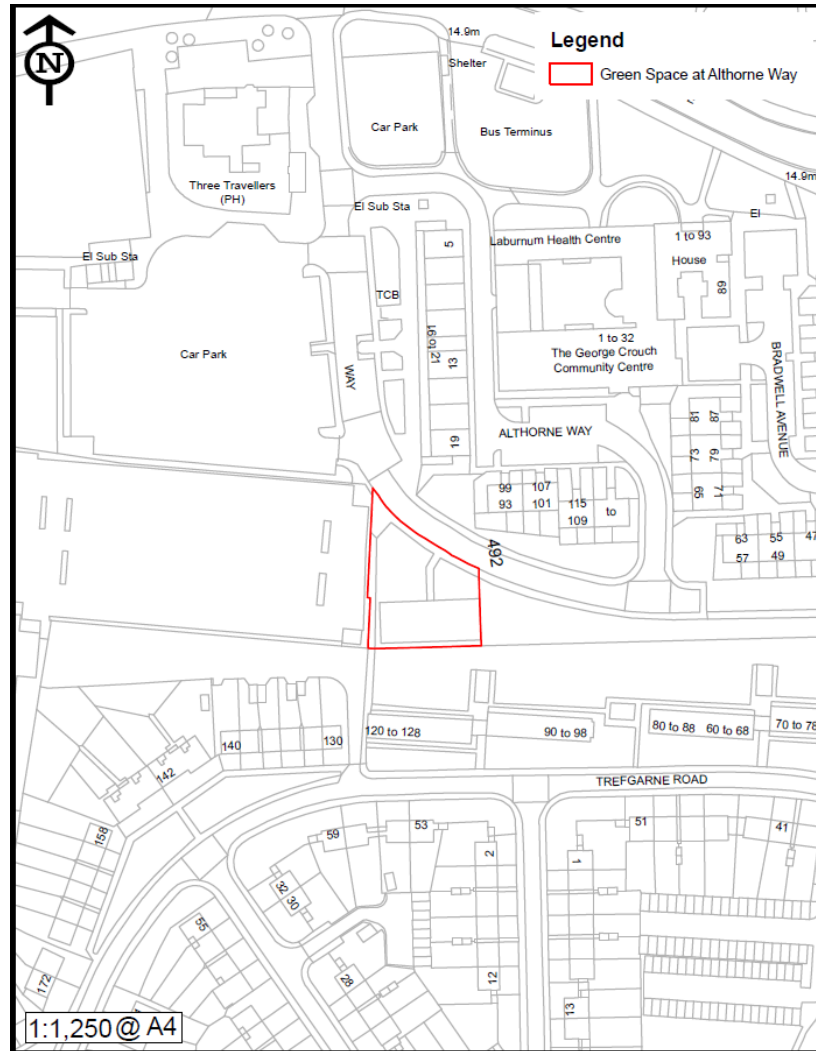 N
14.9m
Legend
Green Space at Althorne Way
Shelter
Car Park
Bus Terminus
14.9m
Three Travellers
(PH)
El Sub Sta
El
5
Laburnum Health Centre
1 to 93
House
El Sub Sta
89
TCB
1 to 32
The George Crouch
Community Centre
Car Park
WAY
16 to 21
13
BRADWELL AVENUE
81
87
19
ALTHORNE WAY
73
79
99
107
93
101
115
109
to
65
71
492
63
55
47
57
49
120 to 128
90 to 98
80 to 88
60 to 68
70 to 78
140
130
142
TREFGARNE ROAD
158
59
53
51
41
2
1
32
30
55
28
12
13
172
1:1,250 @ A4